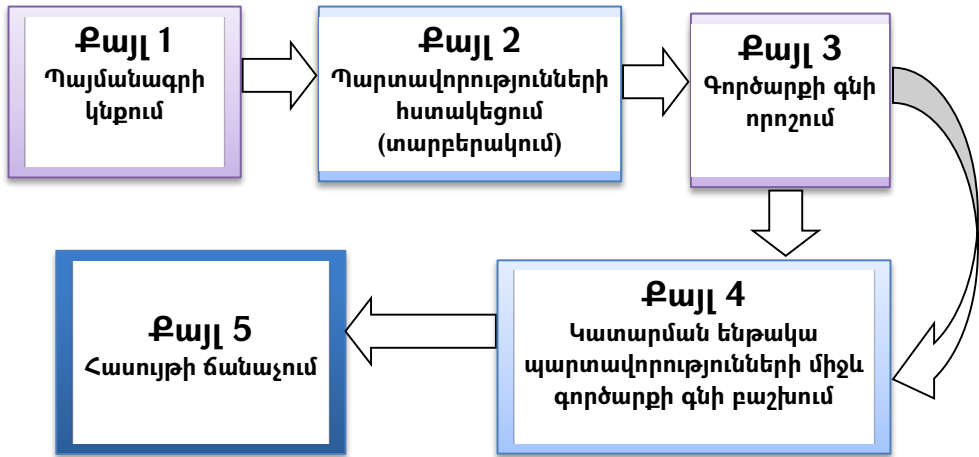 Քայլ 1
Պայմանագրի
կնքում
Քայլ 2
Պարտավորությունների
հստակեցում
(տարբերակում)
Քայլ 3
Գործարքի գնի
որոշում
Քայլ 4
Կատարման ենթակա
պարտավորությունների միջև
գործարքի գնի բաշխում
Քայլ 5
Հասույթի ճանաչում